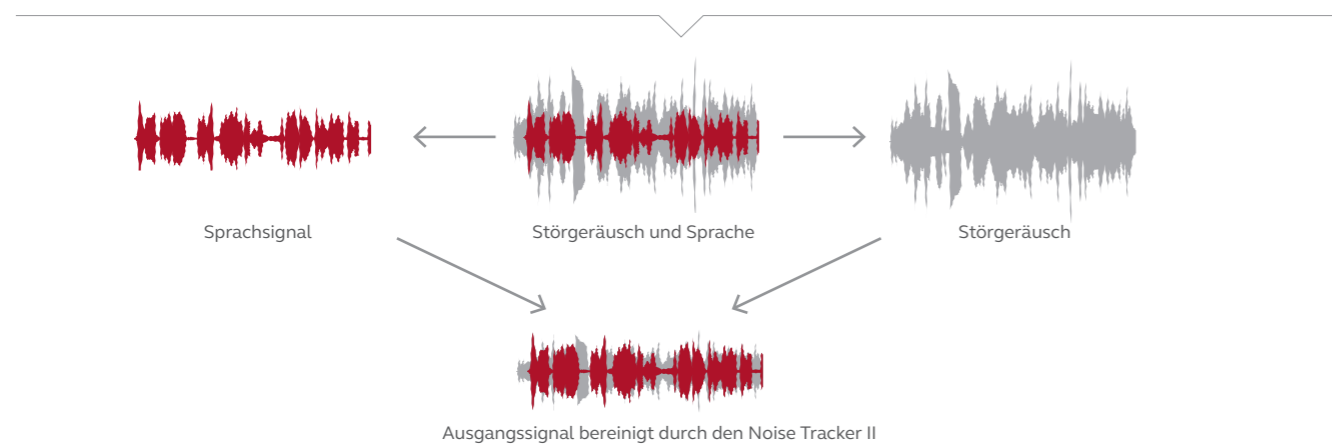 Sprachsignal
Störgeräusch und Sprache
Störgeräusch
Ausgangssignal bereinigt durch den Noise Tracker II